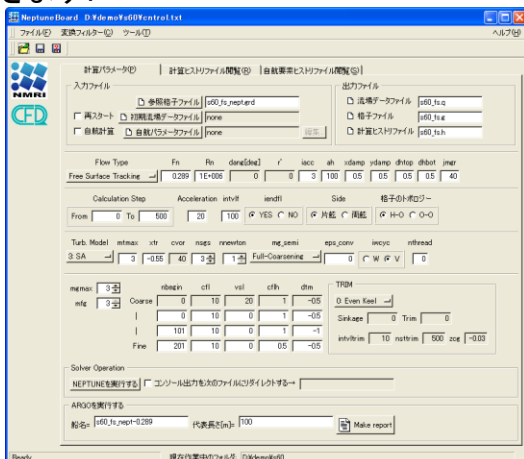 NeptuneBoard D:¥demo¥s60¥cntrol.txt
ファイル(F) 変換フィルター(C) ツール(T) ヘルプ(H)
NMRI
CFD
計算パラメータ(P) 計算ヒストリファイル閲覧(R) 自航要素ヒストリファイル閲覧(G)
入力ファイル 出力ファイル
参照格子ファイル s60_fs_nept.grd 流場データファイル s60_fs.q
再スタート 初期流場データファイル none 格子ファイル s60_fs.g
自航計算 自航パラメータファイル none 編集 計算ヒストリファイル s60_fs.h
Flow Type Fn Rn dang[deg] r' iacc ah xdamp ydamp dhtop dhbot jmgr
Free Surface Tracking 0.289 1E+006 0 0 3 100 0.5 0.5 0.5 0.5 40
Calculation Step Acceleration intvlf iendfl Side 格子のトポロジー
From 0 To 500 20 100 YES NO 片舷 両舷 H-O O-O
Turb. Model mtmax xtr cvor nsgs nnewton mg_semi eps_conv iwcyc nthread
3: SA 3 -0.55 40 3 1 Full-Coarsening 0 W V 0
mgmax 3 nbegin cfl vsl cflh dtm TRIM
mfg 3 Coarse 0 10 20 1 -0.5 0: Even Keel
| 0 10 0 1 -0.5 Sinkage 0 Trim 0
| 101 10 0 1 -1
Fine 201 10 0 0.5 -0.5 intvltrim 10 nsttrim 500 zcg -0.03
Solver Operation
NEPTUNEを実行する コンソール出力を次のファイルにリダイレクトする→
ARGOを実行する
船名= s60_fs_nept-0.289 代表長さ[m]= 100 Make report
Ready 現在作業中のフォルダ: D:¥demo¥s60